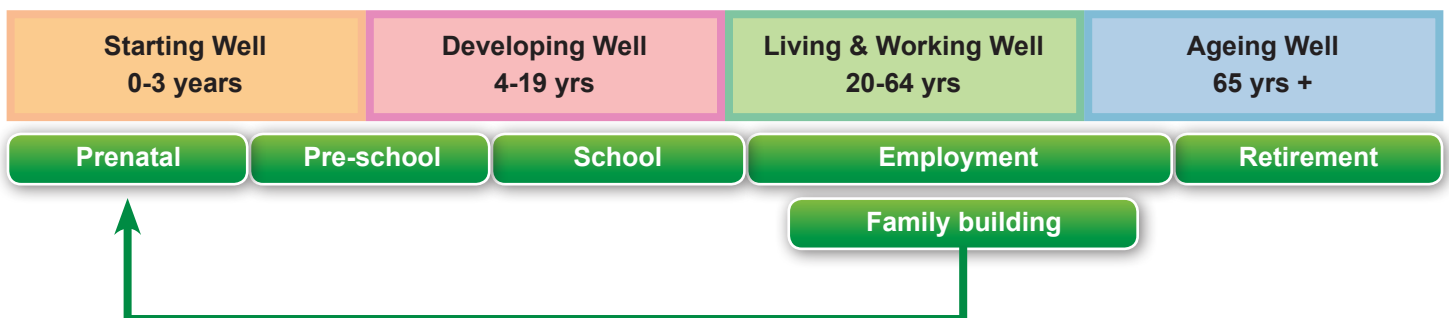 Starting Well
0-3 years
Developing Well
4-19 yrs
Living & Working Well
20-64 yrs
Ageing Well
65 yrs +
Prenatal
Pre-school
School
Employment
Retirement
Family building